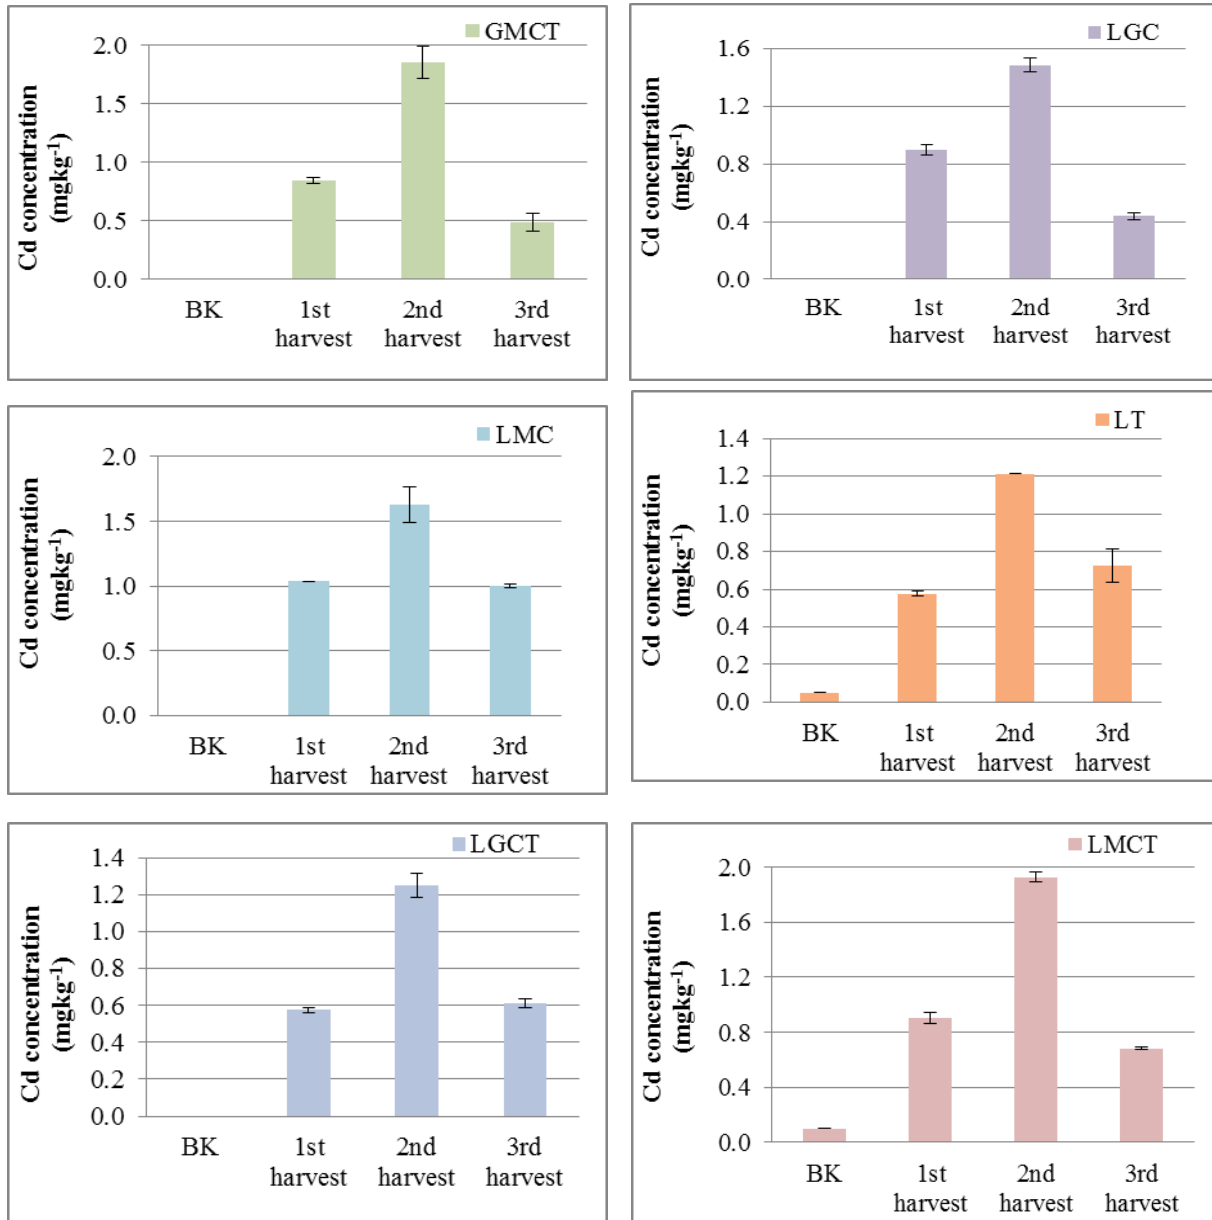 GMCT
Cd concentration
(mgkg-1)
2.0
1.5
1.0
0.5
0.0
BK
1st harvest
2nd harvest
3rd harvest
LGC
Cd concentration
(mgkg-1)
1.6
1.2
0.8
0.4
0.0
BK
1st harvest
2nd harvest
3rd harvest
LMC
Cd concentration
(mgkg-1)
2.0
1.5
1.0
0.5
0.0
BK
1st harvest
2nd harvest
3rd harvest
LT
Cd concentration
(mgkg-1)
1.4
1.2
1.0
0.8
0.6
0.4
0.2
0.0
BK
1st harvest
2nd harvest
3rd harvest
LGCT
Cd concentration
(mgkg-1)
1.4
1.2
1.0
0.8
0.6
0.4
0.2
0.0
BK
1st harvest
2nd harvest
3rd harvest
LMCT
Cd concentration
(mgkg-1)
2.0
1.6
1.2
0.8
0.4
0.0
BK
1st harvest
2nd harvest
3rd harvest